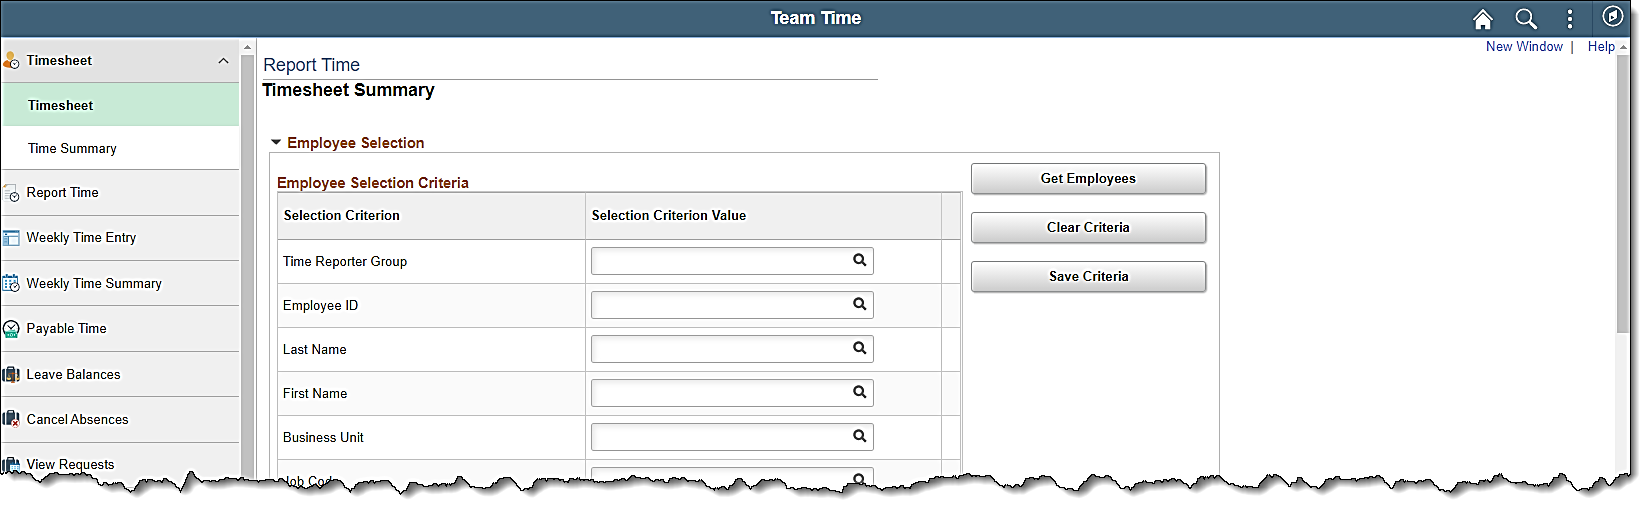 Team Time
New Window | Help
Timesheet
Timesheet
Time Summary
Report Time
Weekly Time Entry
Weekly Time Summary
Payable Time
Leave Balances
Cancel Absences
View Requests
Report Time
Timesheet Summary
Employee Selection
Employee Selection Criteria
Selection Criterion Selection Criterion Value
Time Reporter Group
Employee ID
Last Name
First Name
Business Unit
Job Code
Get Employees
Clear Criteria
Save Criteria